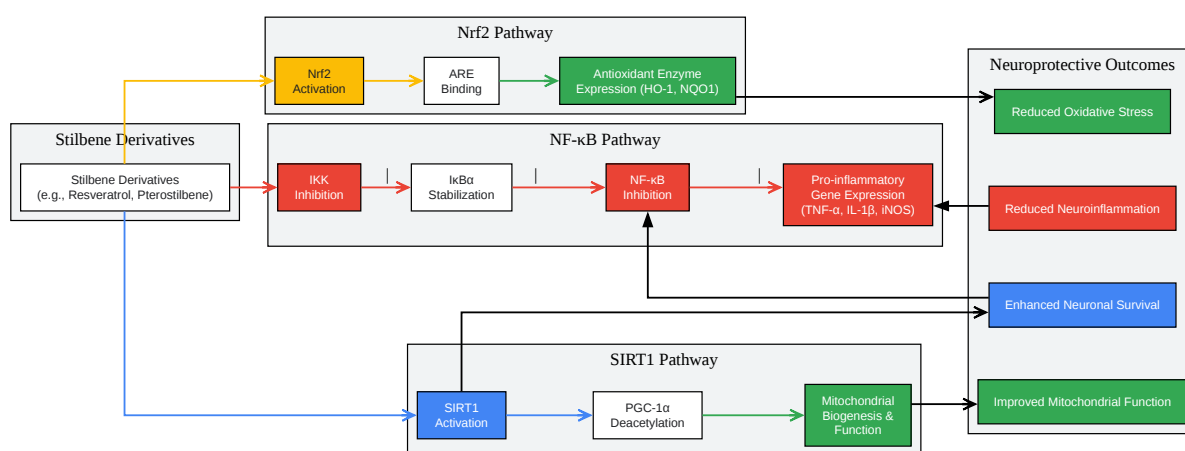 Nrf2 Pathway
Nrf2
Activation
ARE
Binding
Antioxidant Enzyme
Expression (HO-1, NQO1)
Neuroprotective Outcomes
Reduced Oxidative Stress
Stilbene Derivatives
Stilbene Derivatives
(e.g., Resveratrol, Pterostilbene)
NF-κB Pathway
IKK
Inhibition
|
IκBα
Stabilization
|
NF-κB
Inhibition
|
Pro-inflammatory
Gene Expression
(TNF-α, IL-1β, iNOS)
Reduced Neuroinflammation
Enhanced Neuronal Survival
SIRT1 Pathway
SIRT1
Activation
PGC-1α
Deacetylation
Mitochondrial
Biogenesis &
Function
Improved Mitochondrial Function